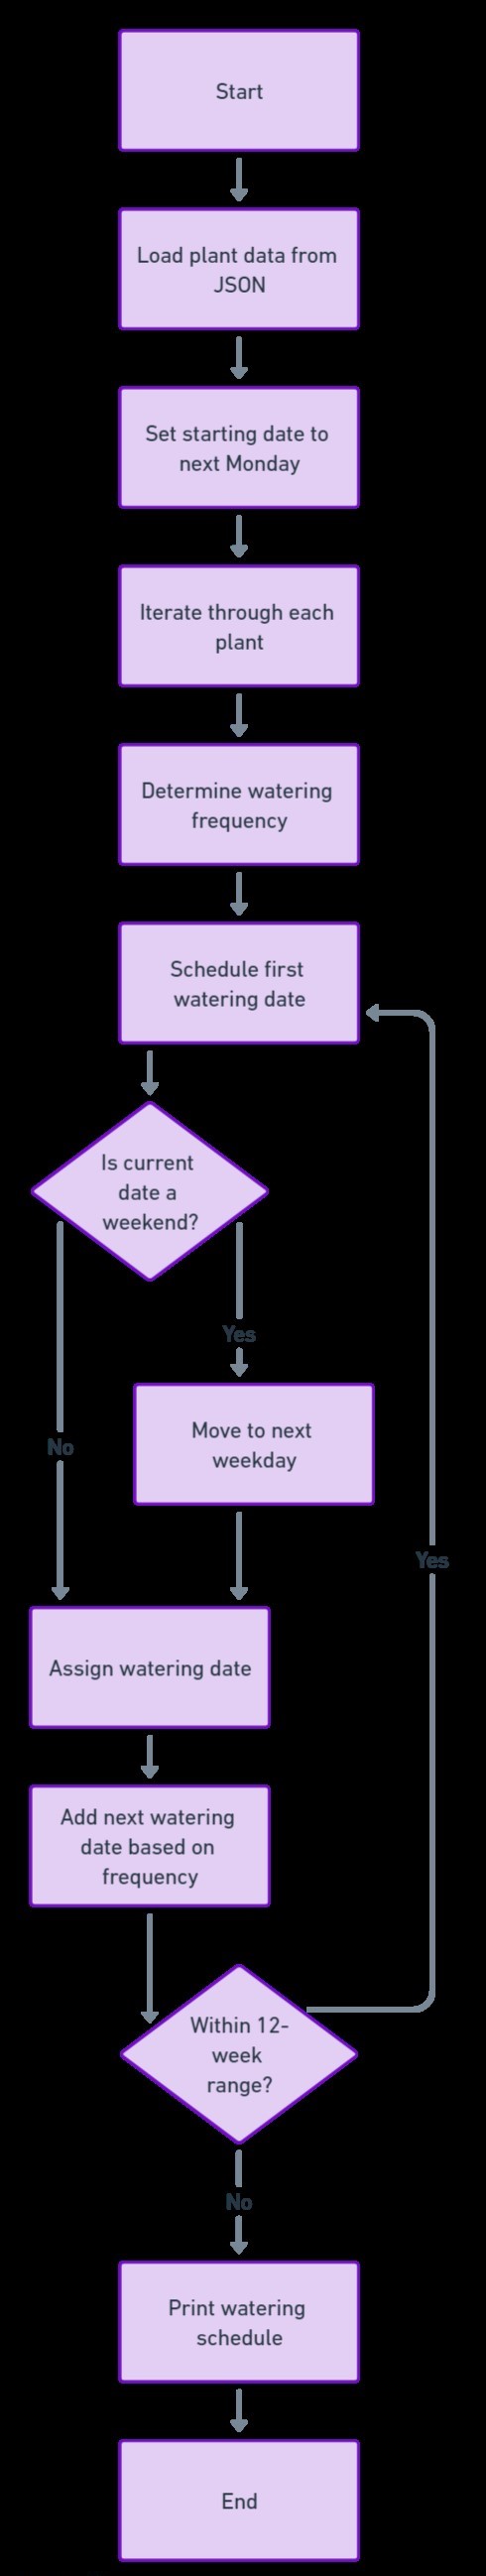 Start
Load plant data from
JSON
Set starting date to
next Monday
Iterate through each
plant
Determine watering
frequency
Schedule first
watering date
Is current
date a
weekend?
Yes
Move to next
weekday
No
Yes
Assign watering date
Add next watering
date based on
frequency
Within 12-
week
range?
No
Print watering
schedule
End